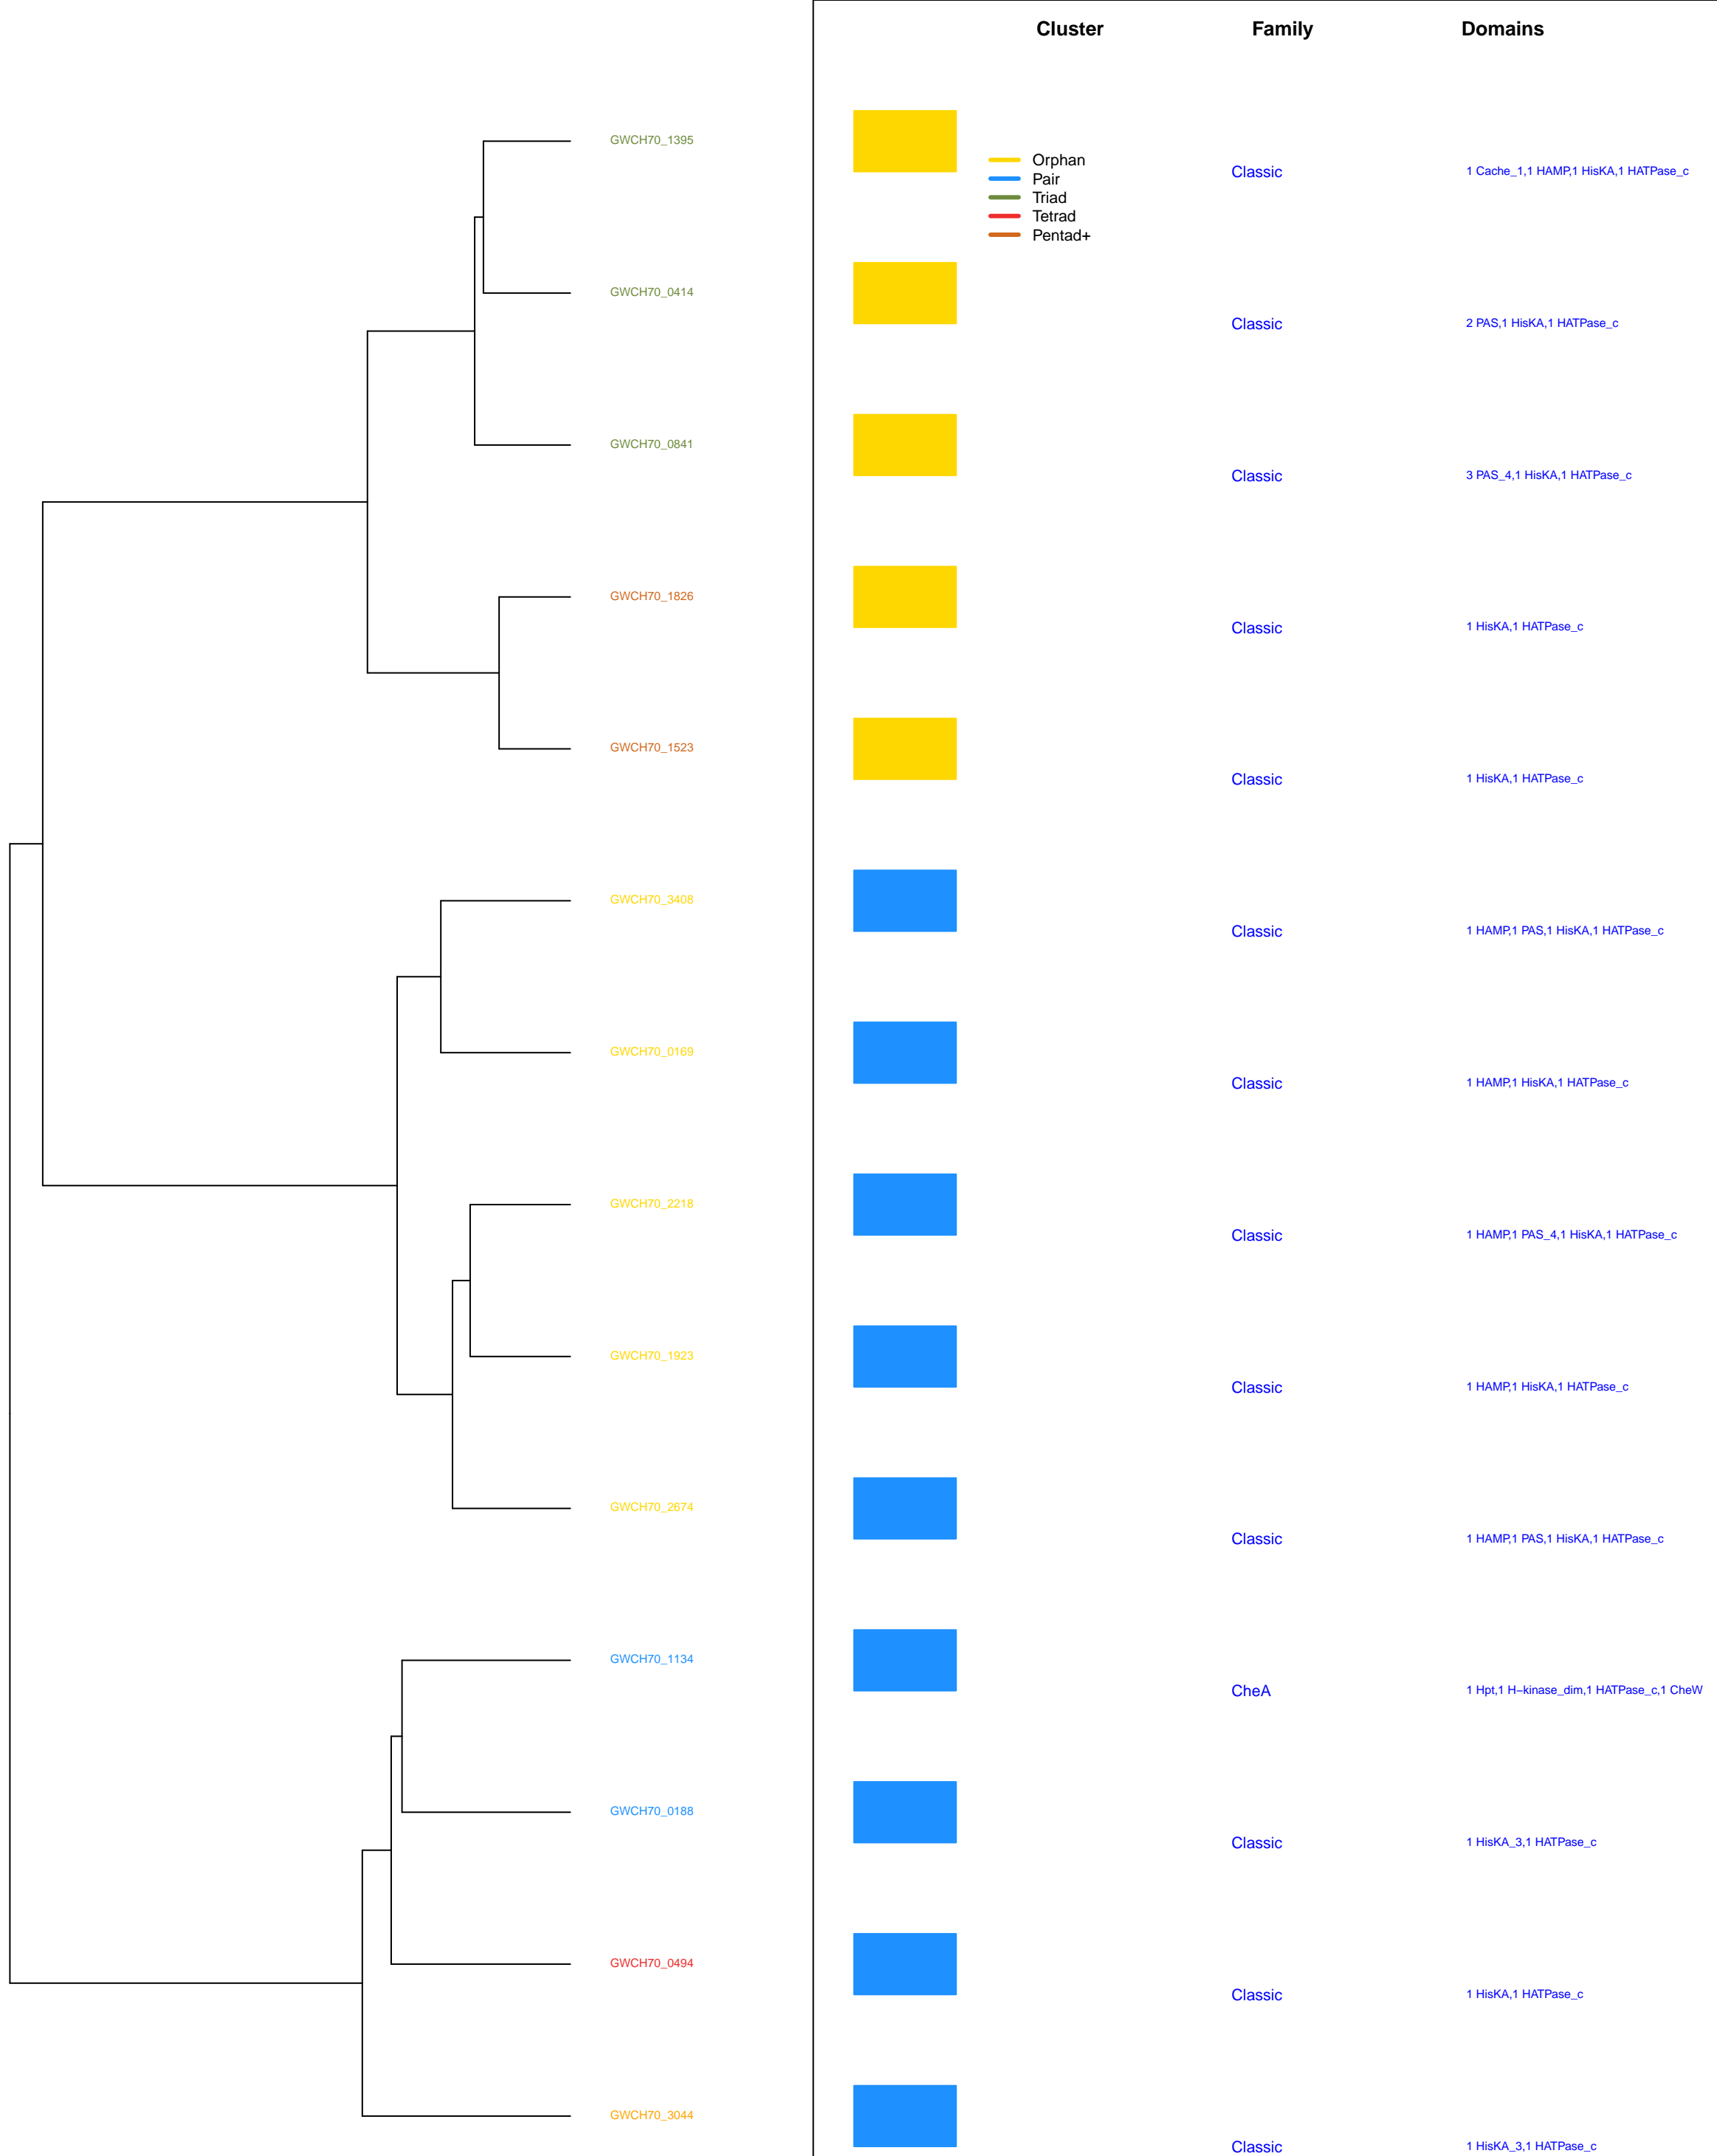 Cluster Family Domains
GWCH70_1395
Orphan
Classic 1 Cache_1,1 HAMP,1 HisKA,1 HATPase_c
Pair
Triad
Tetrad
Pentad+
GWCH70_0414
Classic 2 PAS,1 HisKA,1 HATPase_c
GWCH70_0841
Classic 3 PAS_4,1 HisKA,1 HATPase_c
GWCH70_1826
Classic 1 HisKA,1 HATPase_c
GWCH70_1523
Classic 1 HisKA,1 HATPase_c
GWCH70_3408
Classic 1 HAMP,1 PAS,1 HisKA,1 HATPase_c
GWCH70_0169
Classic 1 HAMP,1 HisKA,1 HATPase_c
GWCH70_2218
Classic 1 HAMP,1 PAS_4,1 HisKA,1 HATPase_c
GWCH70_1923
Classic 1 HAMP,1 HisKA,1 HATPase_c
GWCH70_2674
Classic 1 HAMP,1 PAS,1 HisKA,1 HATPase_c
GWCH70_1134
CheA 1 Hpt,1 H−kinase_dim,1 HATPase_c,1 CheW
GWCH70_0188
Classic 1 HisKA_3,1 HATPase_c
GWCH70_0494
Classic 1 HisKA,1 HATPase_c
GWCH70_3044
Classic 1 HisKA_3,1 HATPase_c